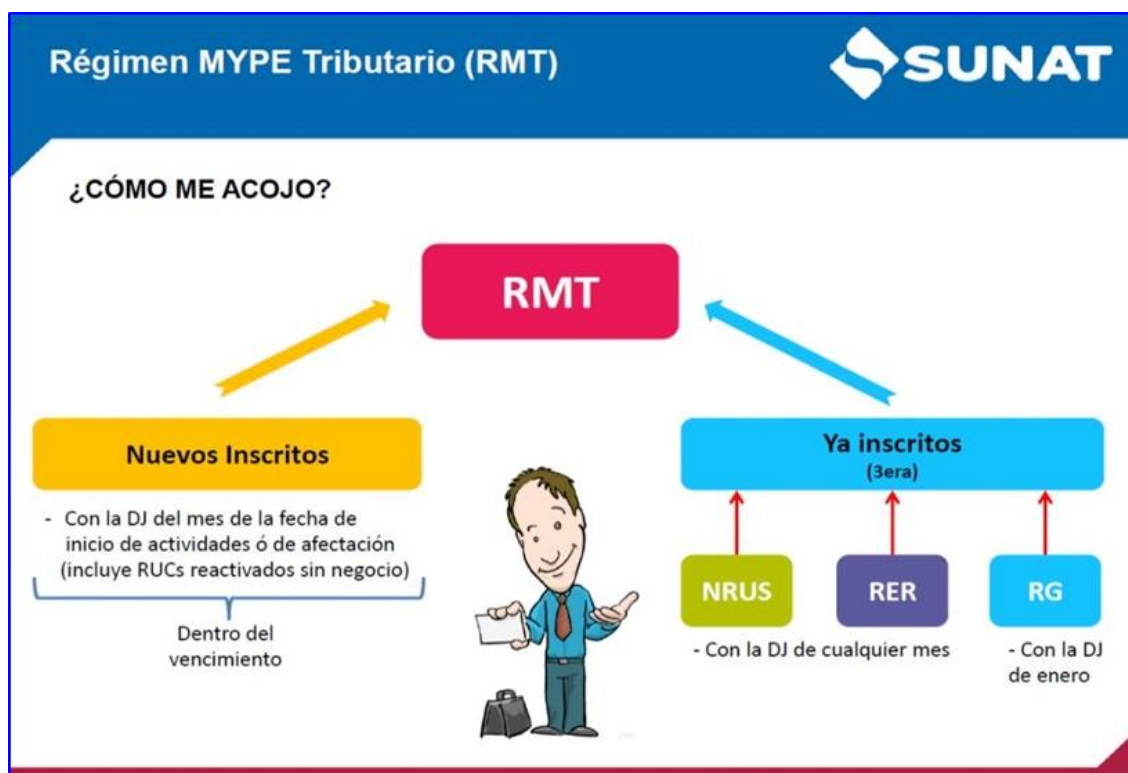 Régimen MYPE Tributario (RMT)
SUNAT
¿CÓMO ME ACOJO?
RMT
Nuevos Inscritos
- Con la DJ del mes de la fecha de
inicio de actividades ó de afectación
(incluye RUCs reactivados sin negocio)
Dentro del
vencimiento
Ya inscritos
(3era)
NRUS
RER
RG
- Con la DJ de cualquier mes
- Con la DJ
de enero